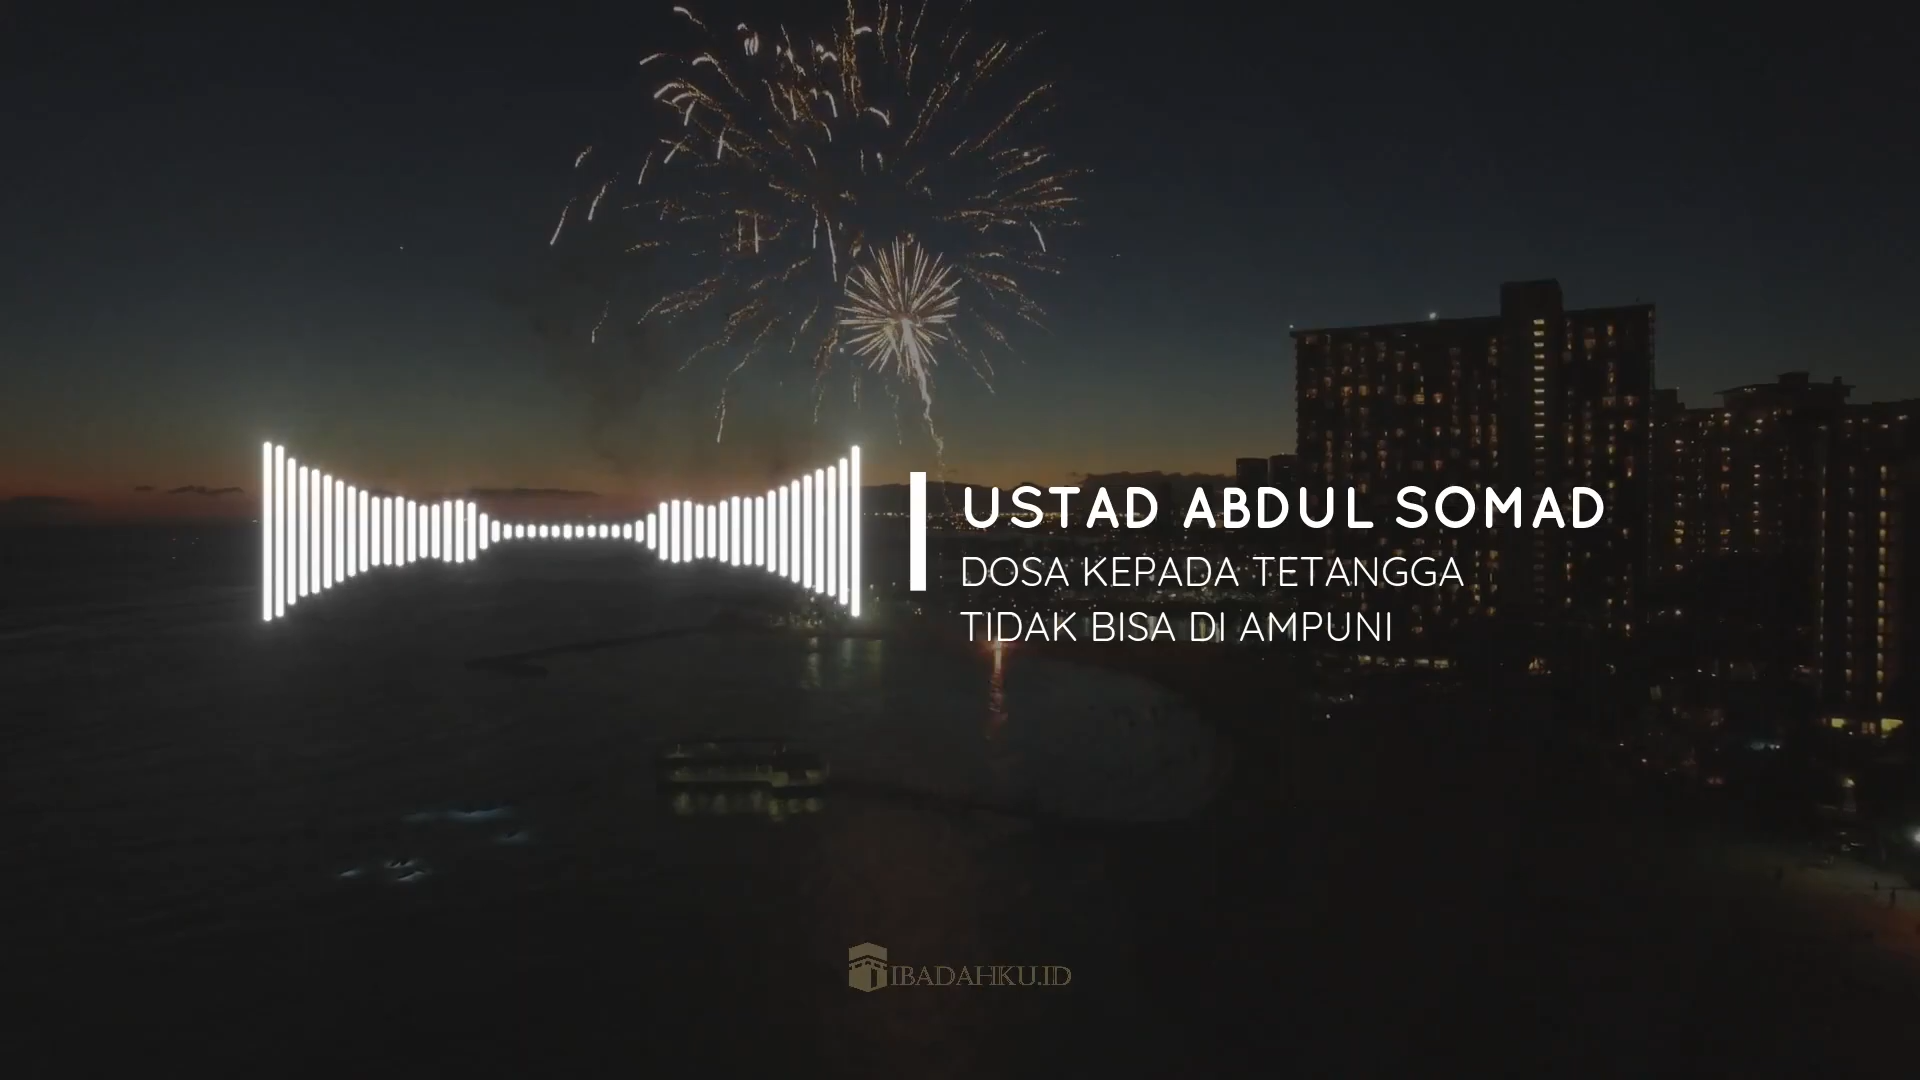 USTAD ABDUL SOMAD
DOSA KEPADA TETANGGA
TIDAK BISA DI AMPUNI
IBADAHKU.ID